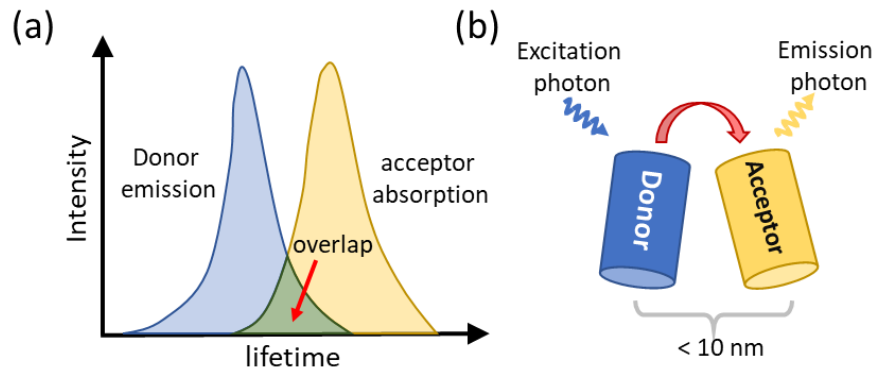 (a)
Intensity
Donor
emission
acceptor
absorption
overlap
lifetime
(b)
Excitation
photon
Emission
photon
Donor
Acceptor
< 10 nm